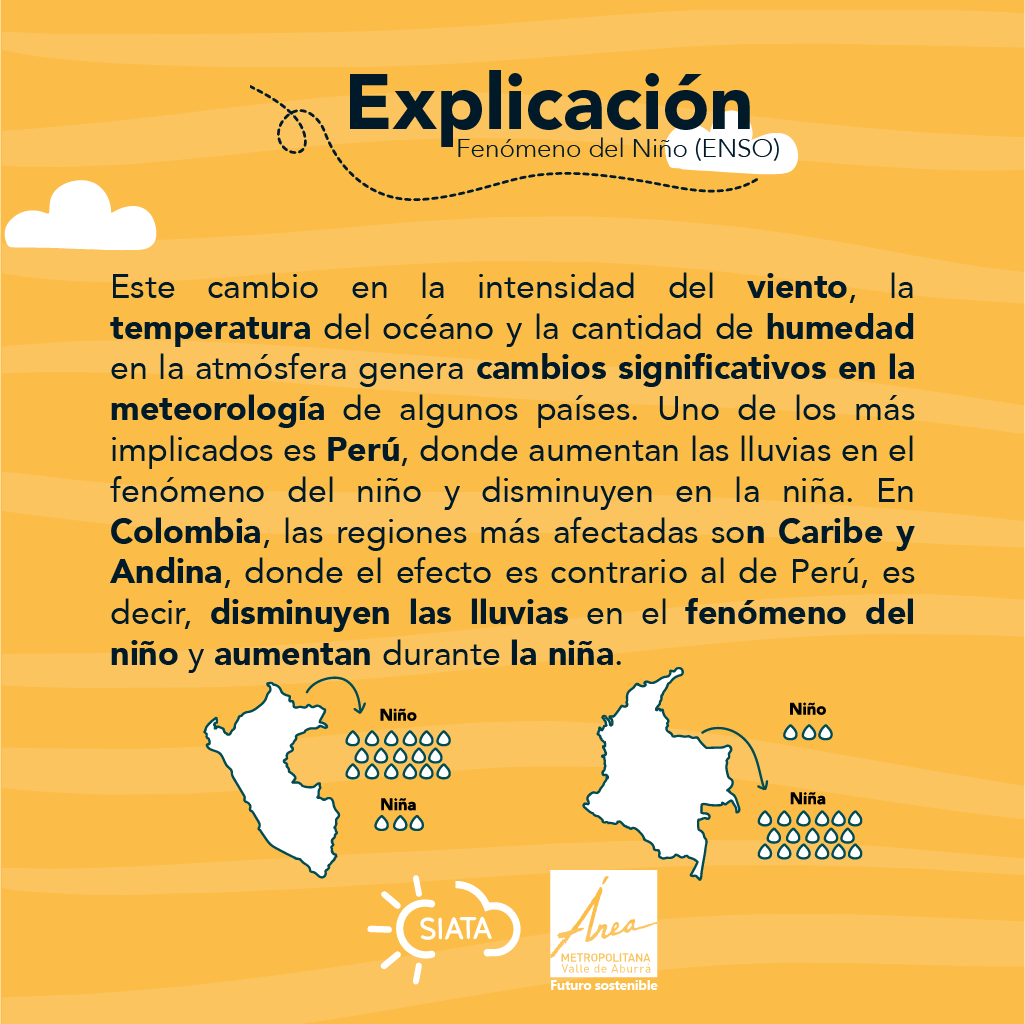 Explicación
Fenómeno del Niño (ENSO)
Este cambio en la intensidad del viento, la
temperatura del océano y la cantidad de humedad
en la atmósfera genera cambios significativos en la
meteorología de algunos países. Uno de los más
implicados es Perú, donde aumentan las lluvias en el
fenómeno del niño y disminuyen en la niña. En
Colombia, las regiones más afectadas son Caribe y
Andina, donde el efecto es contrario al de Perú, es
decir, disminuyen las lluvias en el fenómeno del
niño y aumentan durante la niña.
Niño
Niña
Niño
Niña
SIATA
Área
METROPOLITANA
Valle de Aburrá
Futuro sostenible